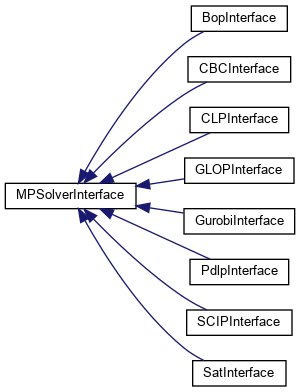 BopInterface
CBCInterface
CLPInterface
GLOPInterface
MPSolverInterface
GurobiInterface
PdlpInterface
SCIPInterface
SatInterface